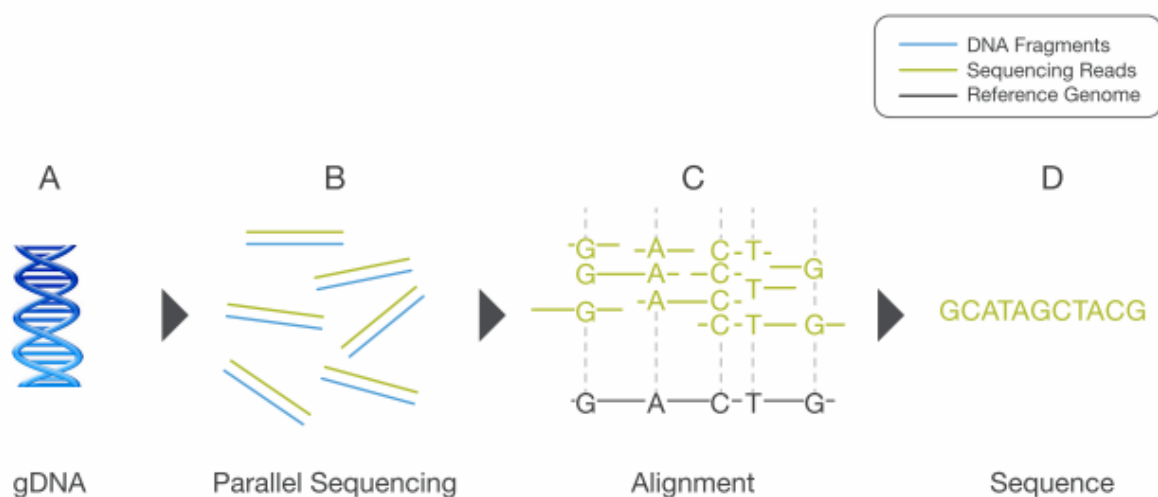 DNA Fragments
Sequencing Reads
Reference Genome
A B C D
-G— -A— -C-T-
G——A- -C T —G
—G A——C
-C-T—G-
-G——A——C-T—G-
GCATAGCTACG
gDNA Parallel Sequencing Alignment Sequence